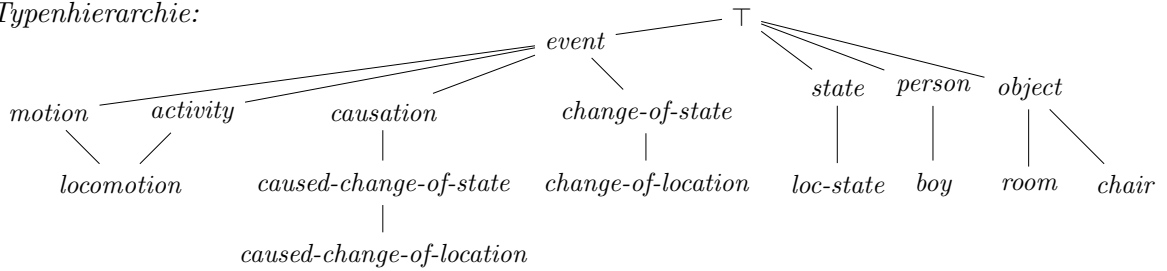 Typenhierarchie:
⊤
event
state person object
motion activity causation change-of-state
locomotion caused-change-of-state change-of-location loc-state boy room chair
caused-change-of-location